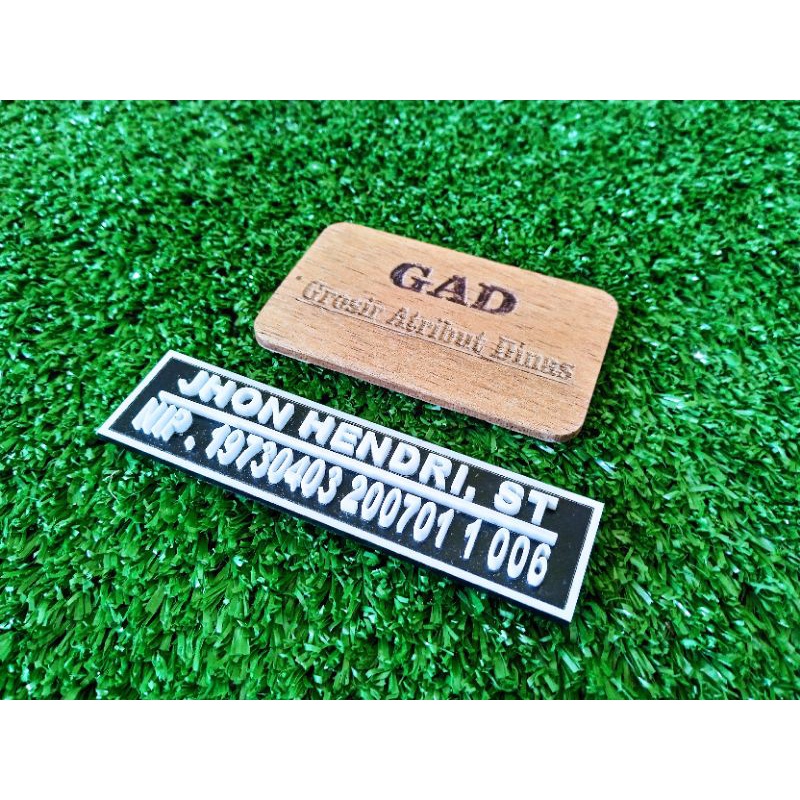 GAD
Grosir Atribut Dinas
JHON HENDRI, ST
NIP. 19730403 200701 1 006